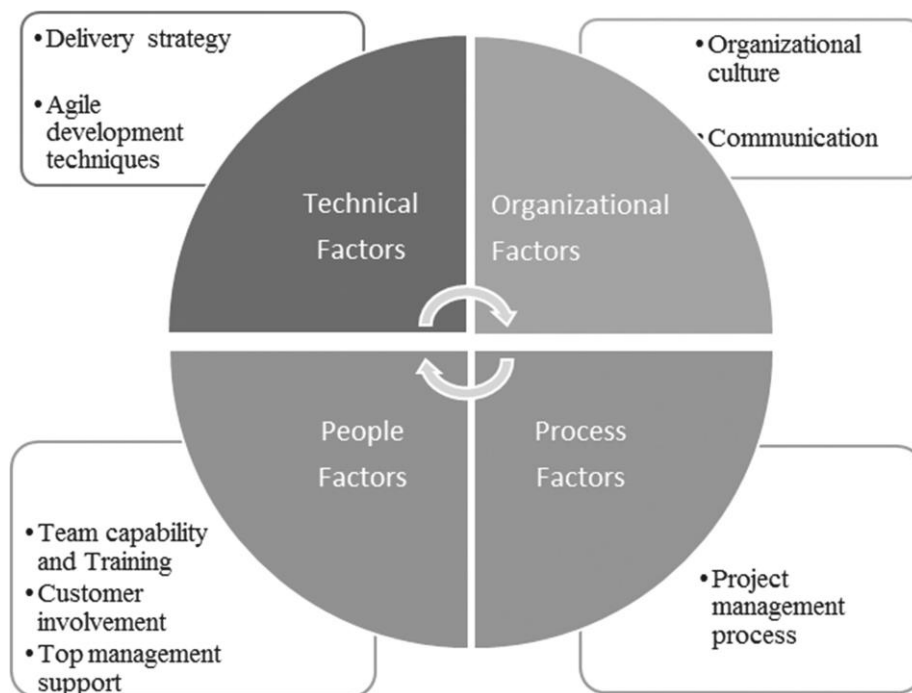 •Delivery strategy
•Agile
development
techniques
•Organizational
culture
•Communication
Technical
Factors
Organizational
Factors
People
Factors
Process
Factors
•Team capability
and Training
•Customer
involvement
•Top management
support
•Project
management
process